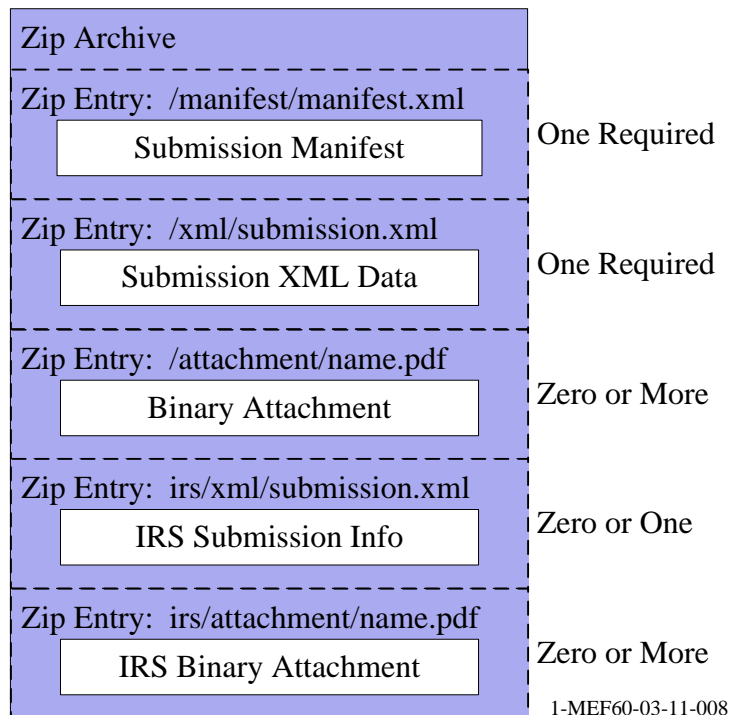 Zip Archive
Zip Entry:  /manifest/manifest.xml
Submission Manifest
One Required
Zip Entry:  /xml/submission.xml
Submission XML Data
One Required
Zip Entry:  /attachment/name.pdf
Binary Attachment
Zero or More
Zip Entry:  irs/xml/submission.xml
IRS Submission Info
Zero or One
Zip Entry:  irs/attachment/name.pdf
IRS Binary Attachment
Zero or More
1-MEF60-03-11-008